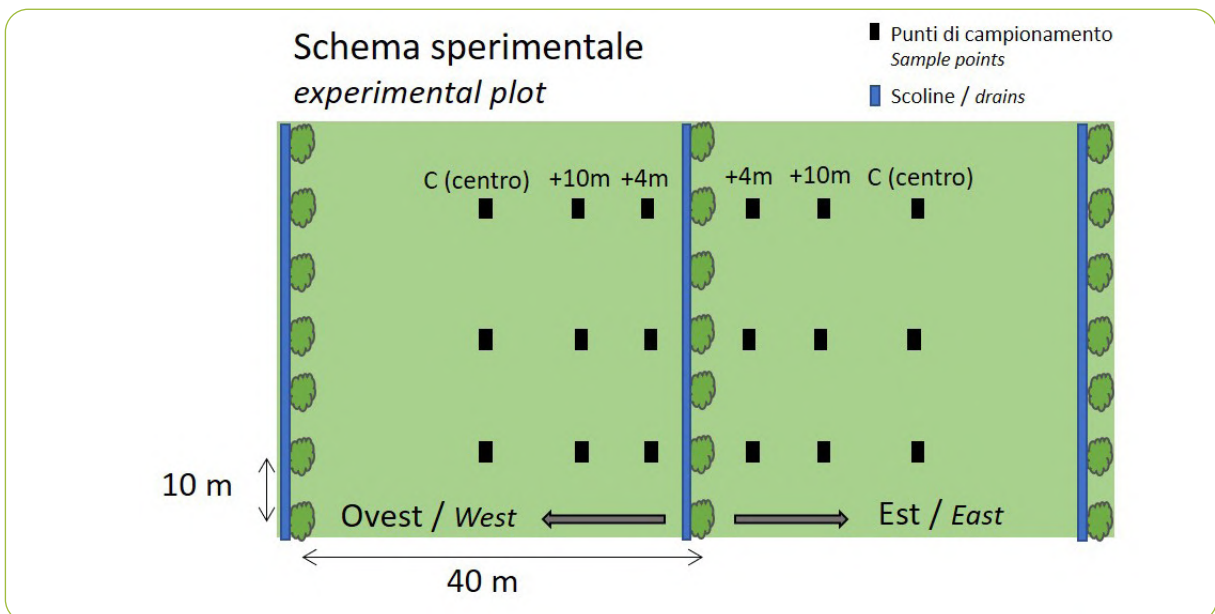 Schema sperimentale
experimental plot
Punti di campionamento
Sample points
Scoline / drains
C (centro) +10m +4m +4m +10m C (centro)
10 m
Ovest / West Est / East
40 m